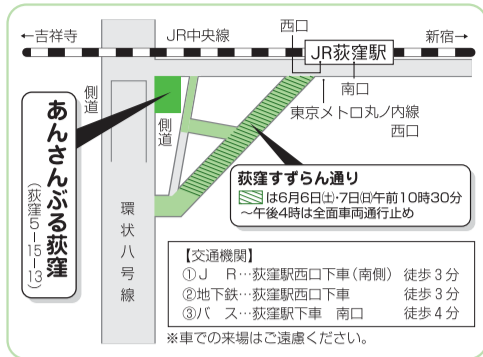 西口
←吉祥寺
JR中央線
JR荻窪駅
新宿→
側道
南口
東京メトロ丸ノ内線
西口
側道
あんさんぶる荻窪
(荻窪5-15-13)
環状八号線
荻窪すずらん通り
は6月6日㈯・7日㈰午前10時30分
～午後4時は全面車両通行止め
【交通機関】
①J R…荻窪駅西口下車(南側) 徒歩3分
②地下鉄…荻窪駅西口下車 徒歩3分
③バ ス…荻窪駅下車 南口 徒歩4分
※車での来場はご遠慮ください。